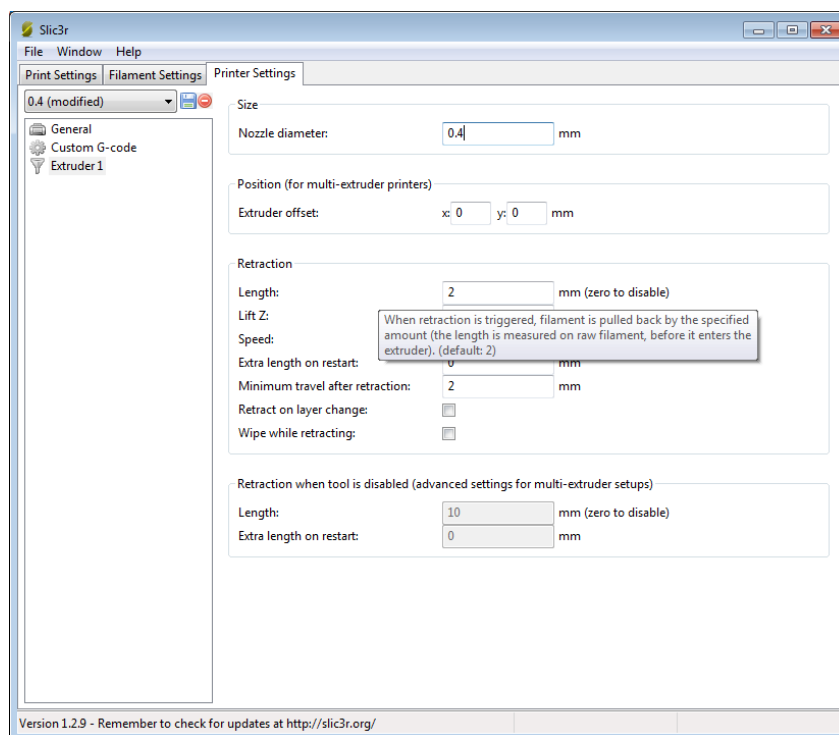 Slic3r
File Window Help
Print Settings Filament Settings Printer Settings
0.4 (modified)
General
Custom G-code
Extruder 1
Size
Nozzle diameter: 0.4 mm
Position (for multi-extruder printers)
Extruder offset: x: 0 y: 0 mm
Retraction
Length: 2 mm (zero to disable)
Lift Z:
When retraction is triggered, filament is pulled back by the specified
amount (the length is measured on raw filament, before it enters the
extruder). (default: 2)
Speed:
Extra length on restart: 0 mm
Minimum travel after retraction: 2 mm
Retract on layer change:
Wipe while retracting:
Retraction when tool is disabled (advanced settings for multi-extruder setups)
Length: 10 mm (zero to disable)
Extra length on restart: 0 mm
Version 1.2.9 - Remember to check for updates at http://slic3r.org/